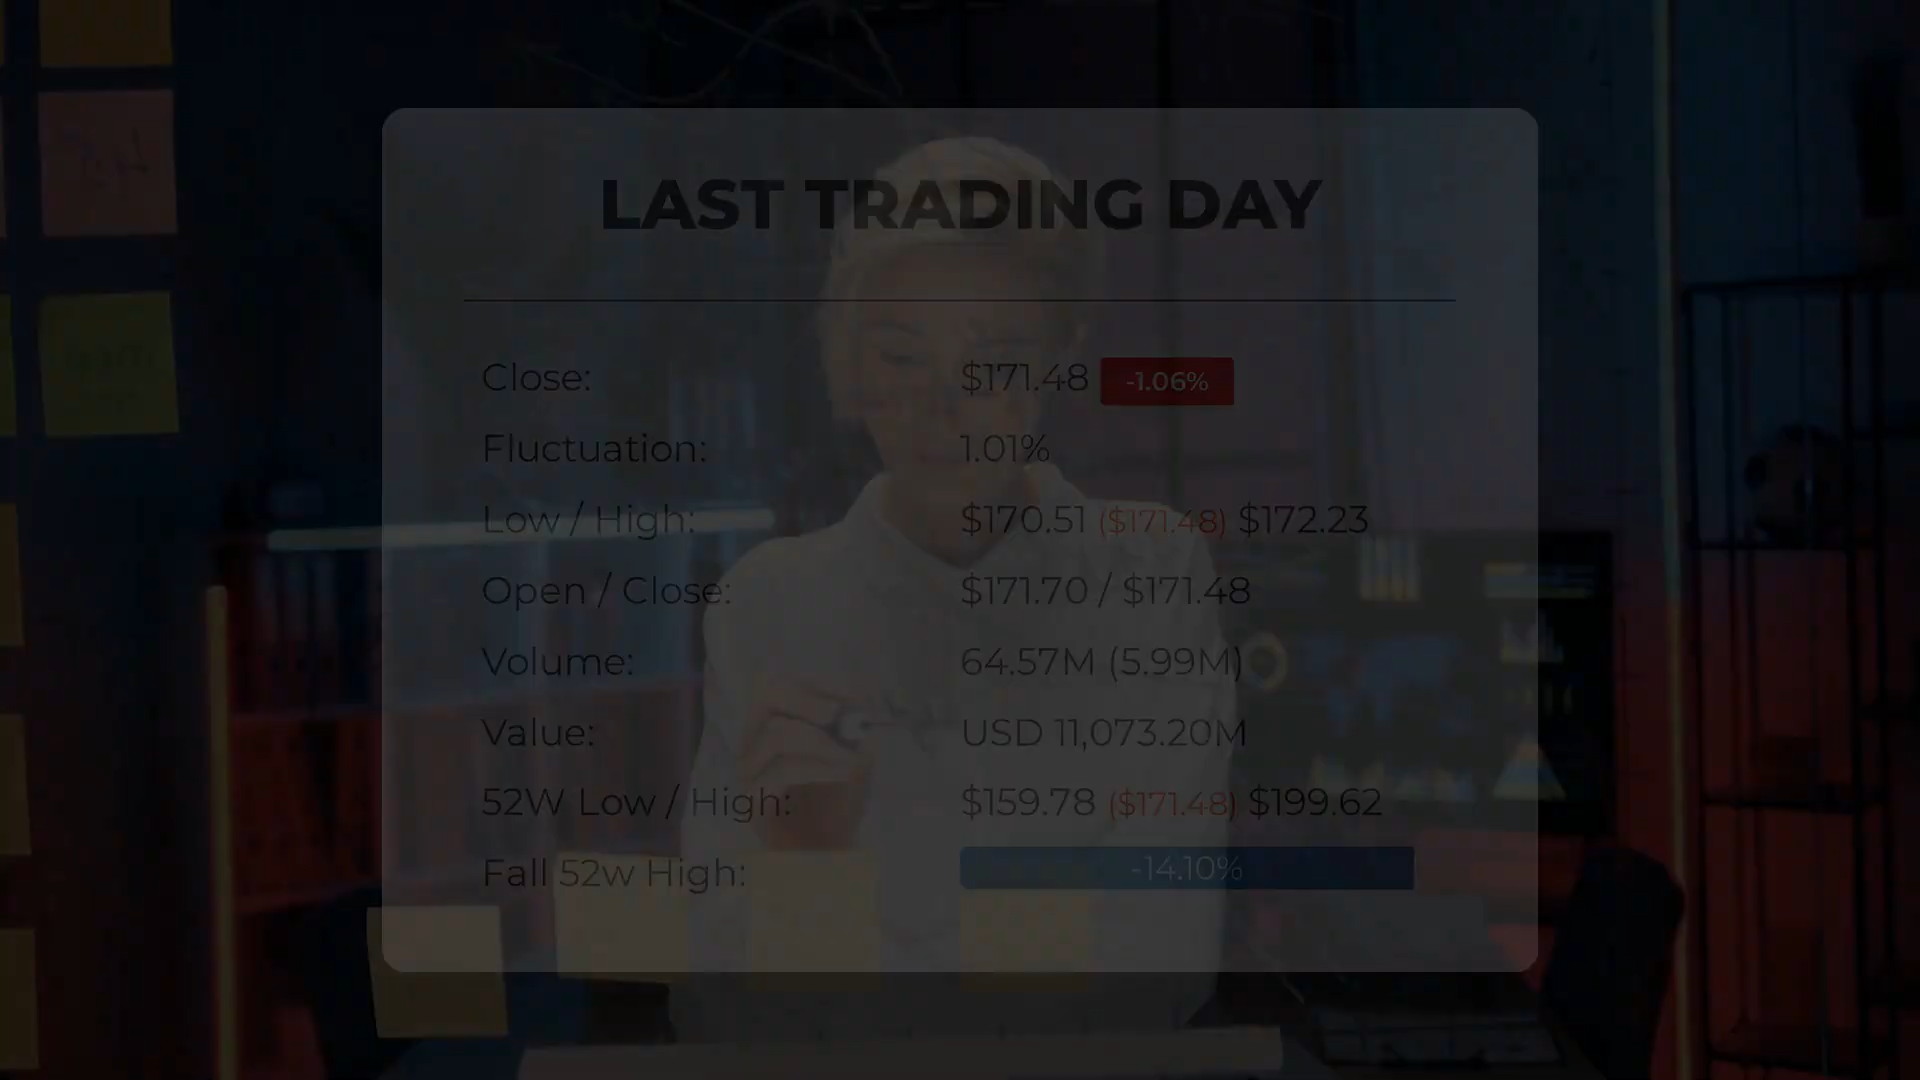 LAST TRADING DAY
Close: $171.48 -1.06%
Fluctuation: 1.01%
Low / High: $170.51 ($171.48) $172.23
Open / Close: $171.70 / $171.48
Volume: 64.57M (5.99M)
Value: USD 11,073.20M
52W Low / High: $159.78 ($171.48) $199.62
Fall 52w High: -14.10%